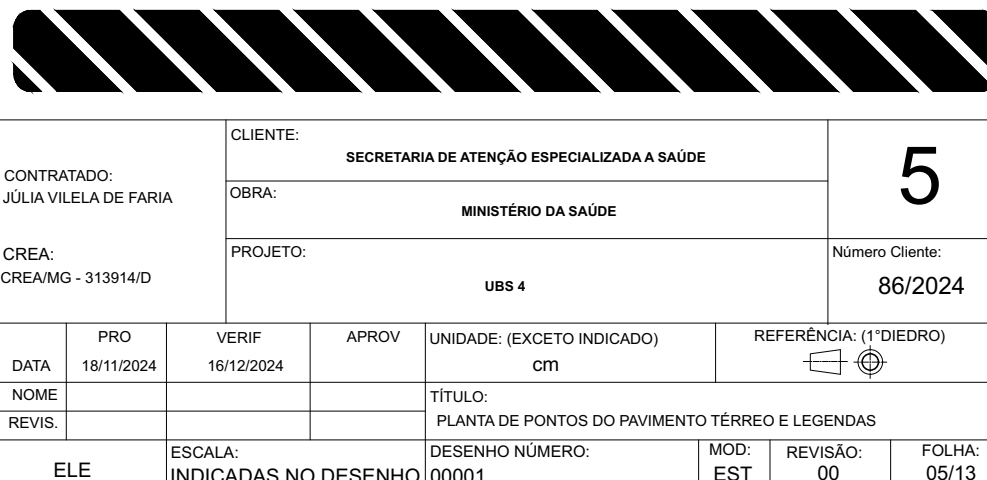 CLIENTE:
SECRETARIA DE ATENÇÃO ESPECIALIZADA A SAÚDE
5
CONTRATADO:
JÚLIA VILELA DE FARIA
OBRA:
MINISTÉRIO DA SAÚDE
CREA:
CREA/MG - 313914/D
PROJETO:
UBS 4
Número Cliente:
86/2024
PRO VERIF APROV
DATA 18/11/2024 16/12/2024
UNIDADE: (EXCETO INDICADO)
cm
REFERÊNCIA: (1°DIEDRO)
NOME
REVIS.
TÍTULO:
PLANTA DE PONTOS DO PAVIMENTO TÉRREO E LEGENDAS
ELE
ESCALA:
INDICADAS NO DESENHO
DESENHO NÚMERO:
00001
MOD:
EST
REVISÃO:
00
FOLHA:
05/13